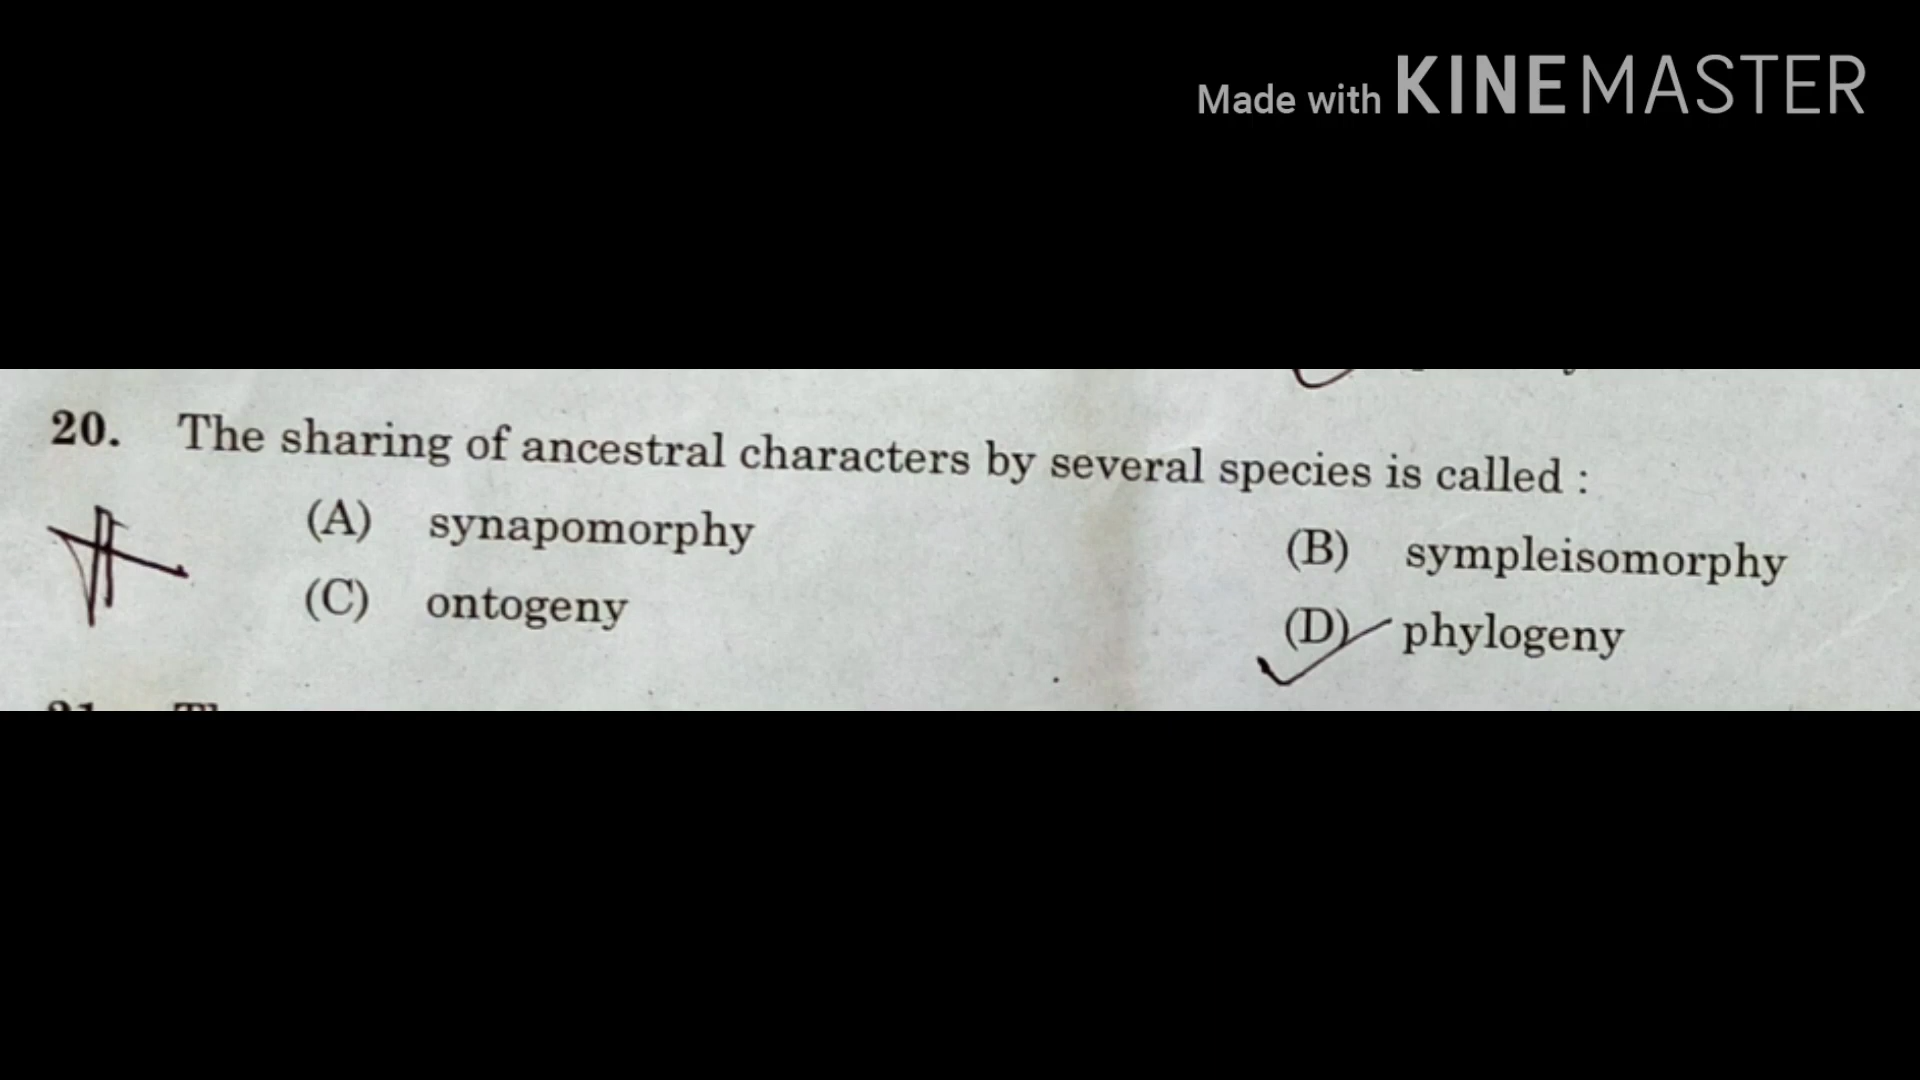 Made with KINEMASTER
20. The sharing of ancestral characters by several species is called :
(A) synapomorphy
(B) sympleisomorphy
(C) ontogeny
(D) phylogeny